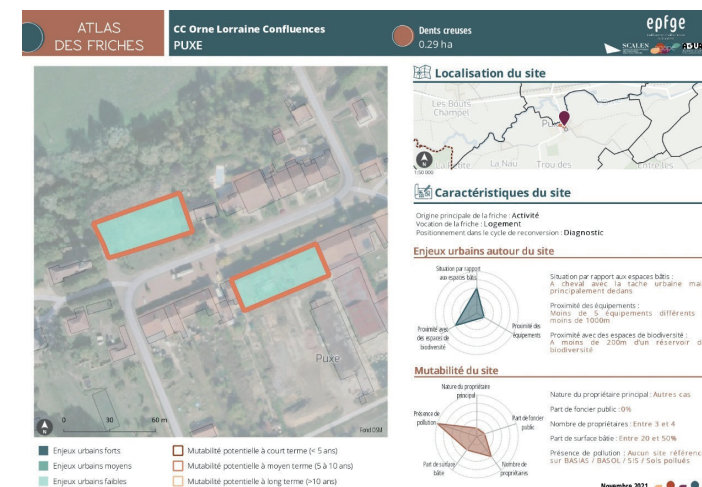 ATLAS
DES FRICHES
CC Orne Lorraine Confluences
PUXE
Dents creuses
0.29 ha
epfge
SCALEN
Localisation du site
Les Bouts
Champel
La Nau
Trou des
N
1:50 000
Caractéristiques du site
Origine principale de la friche : Activité
Vocation de la friche : Logement
Positionnement dans le cycle de reconversion : Diagnostic
Enjeux urbains autour du site
Situation par rapport
aux espaces bâtis
Proximité des
équipements
Proximité avec
des espaces de
biodiversité
Situation par rapport aux espaces bâtis :
A cheval avec la tache urbaine mai
principalement dedans
Proximité des équipements :
Moins de 5 équipements différents
moins de 1000m
Proximité avec des espaces de biodiversité :
A moins de 200m d'un réservoir d
biodiversité
Mutabilité du site
Nature du propriétaire
principal
Part de foncier
public
Nombre de
propriétaires
Part de surface
bâtie
Présence de
pollution
Nature du propriétaire principal : Autres cas
Part de foncier public : 0%
Nombre de propriétaires : Entre 3 et 4
Part de surface bâtie : Entre 20 et 50%
Présence de pollution : Aucun site référenc
sur BASIAS / BASOL / SIS / Sols pollués
Novembre 2021
Puxe
N
0 30 60 m
Fond OSM
Enjeux urbains forts
Enjeux urbains moyens
Enjeux urbains faibles
Mutabilité potentielle à court terme (< 5 ans)
Mutabilité potentielle à moyen terme (5 à 10 ans)
Mutabilité potentielle à long terme (>10 ans)